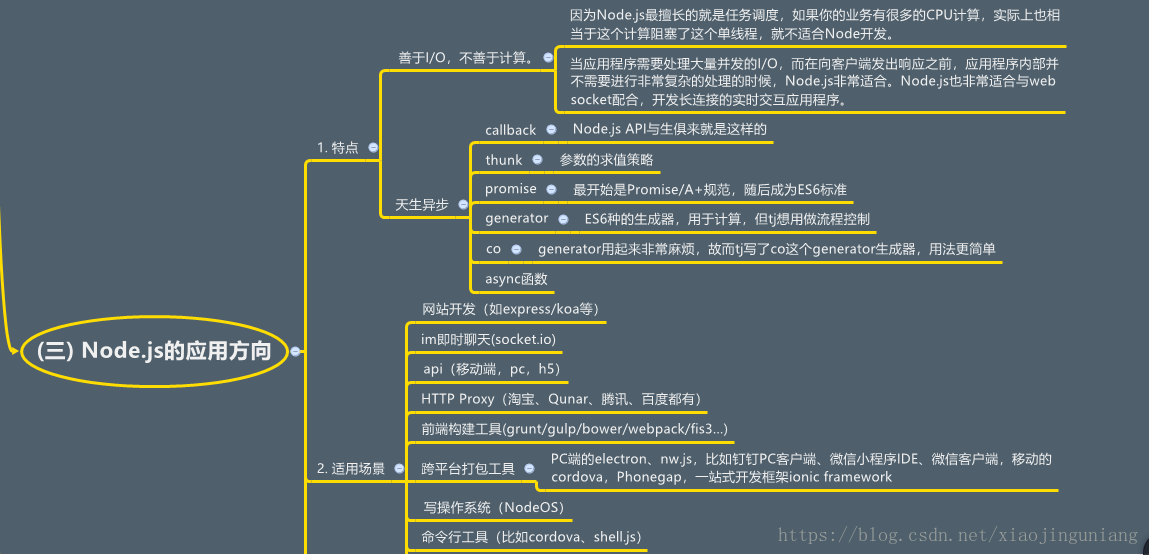 因为Node.js最擅长的就是任务调度，如果你的业务有很多的CPU计算，实际上也相
当于这个计算阻塞了这个单线程，就不适合Node开发。
善于I/O，不善于计算。
当应用程序需要处理大量并发的I/O，而在向客户端发出响应之前，应用程序内部并
不需要进行非常复杂的处理的时候，Node.js非常适合。Node.js也非常适合与web
socket配合，开发长连接的实时交互应用程序。
1. 特点
callback
Node.js API与生俱来就是这样的
thunk
参数的求值策略
promise
最开始是Promise/A+规范，随后成为ES6标准
天生异步
generator
ES6种的生成器，用于计算，但tj想用做流程控制
co
generator用起来非常麻烦，故而tj写了co这个generator生成器，用法更简单
async函数
(三) Node.js的应用方向
网站开发（如express/koa等）
im即时聊天(socket.io)
api（移动端，pc，h5）
HTTP Proxy（淘宝、Qunar、腾讯、百度都有）
前端构建工具(grunt/gulp/bower/webpack/fis3...)
2. 适用场景
跨平台打包工具
PC端的electron、nw.js，比如钉钉PC客户端、微信小程序IDE、微信客户端，移动的
cordova，Phonegap，一站式开发框架ionic framework
写操作系统（NodeOS）
命令行工具（比如cordova、shell.js）
https://blog.csdn.net/xiaojinguniang